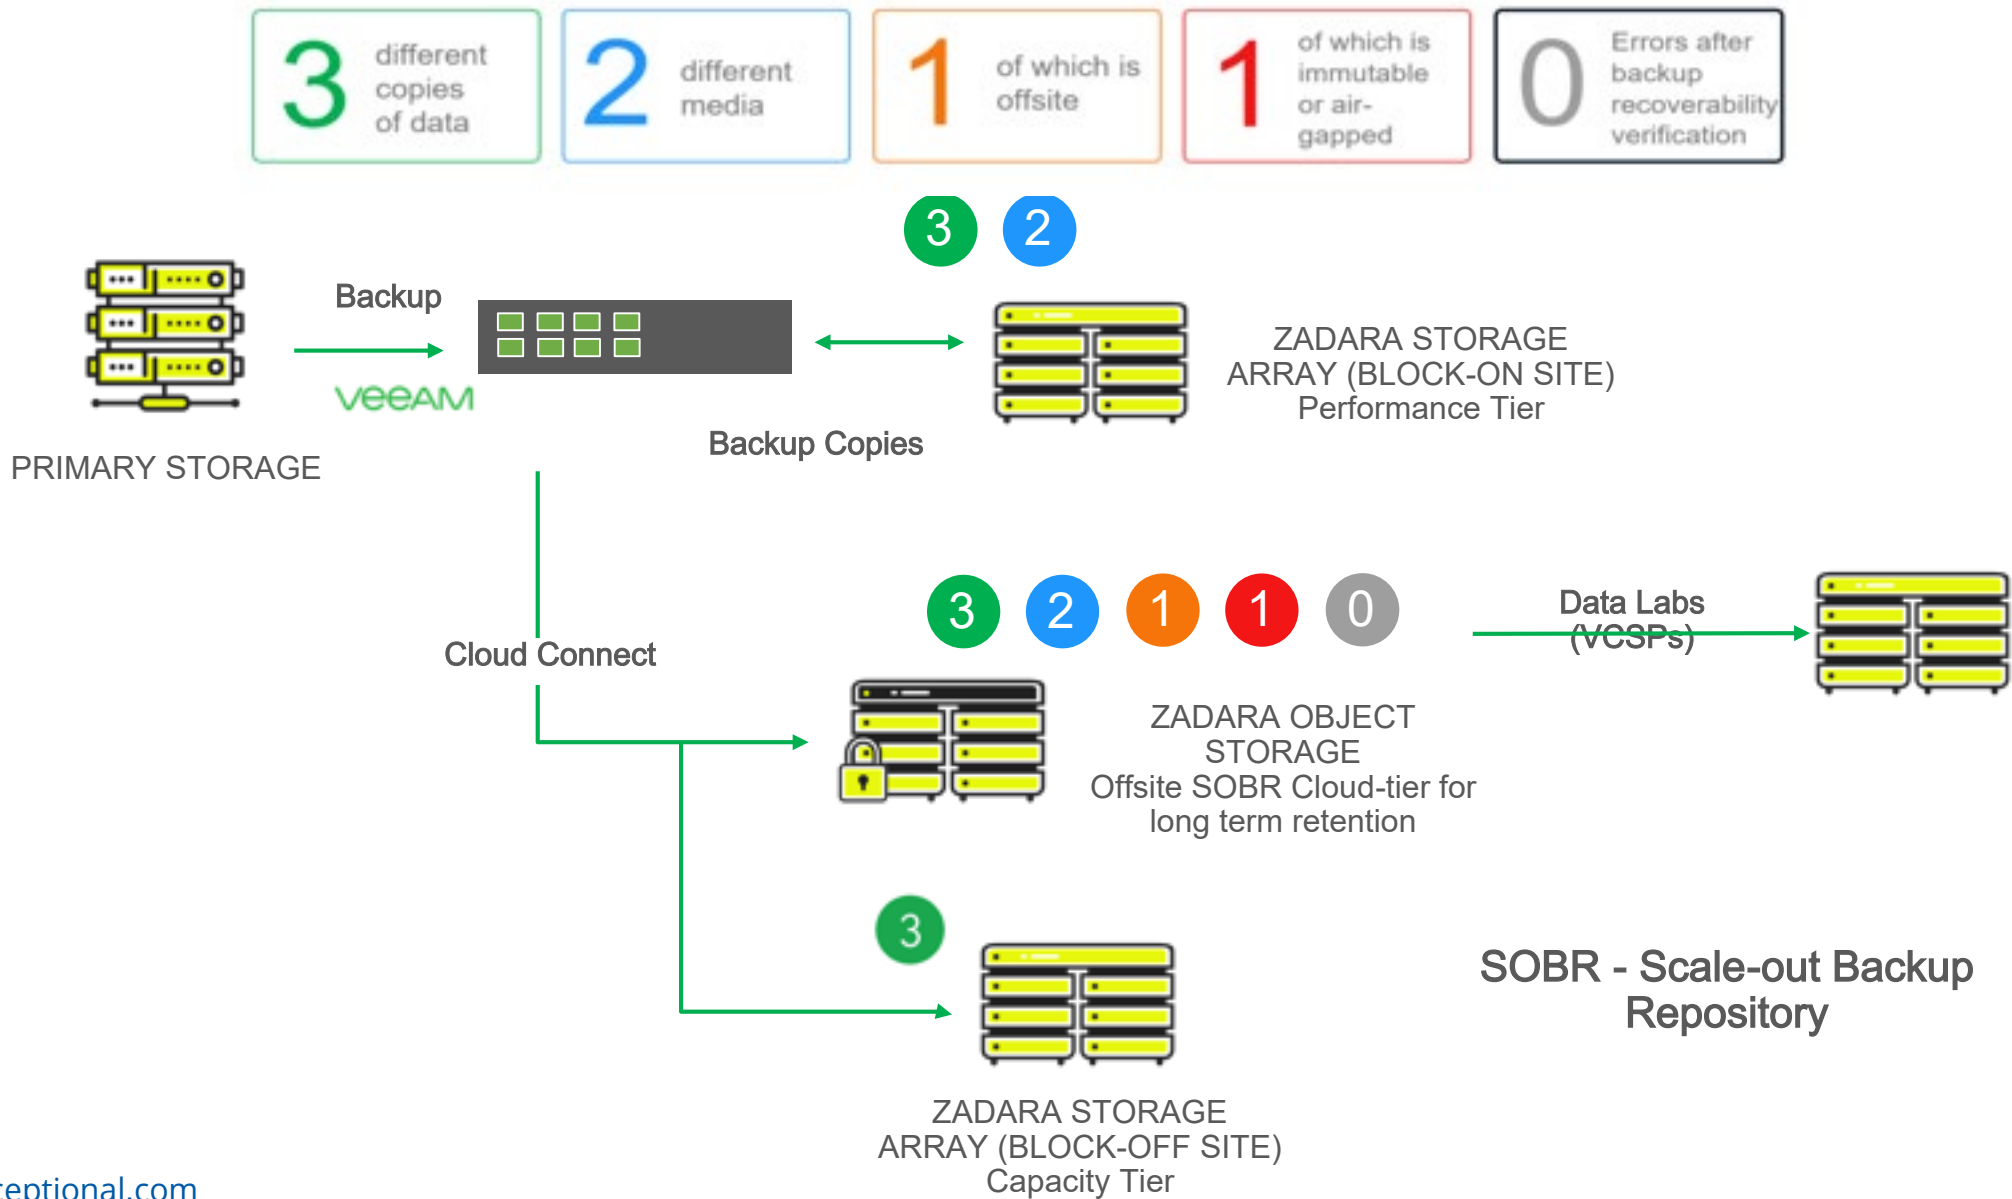 3
different
copies
of data
2
different
media
1
of which is
offsite
1
of which is
immutable
or air-
gapped
0
Errors after
backup
recoverability
verification
3 2
Backup
veeam
PRIMARY STORAGE
ZADARA STORAGE
ARRAY (BLOCK-ON SITE)
Performance Tier
Backup Copies
3 2 1 1 0
Data Labs
(VCSPs)
Cloud Connect
ZADARA OBJECT
STORAGE
Offsite SOBR Cloud-tier for
long term retention
3
SOBR - Scale-out Backup
Repository
ZADARA STORAGE
ARRAY (BLOCK-OFF SITE)
Capacity Tier